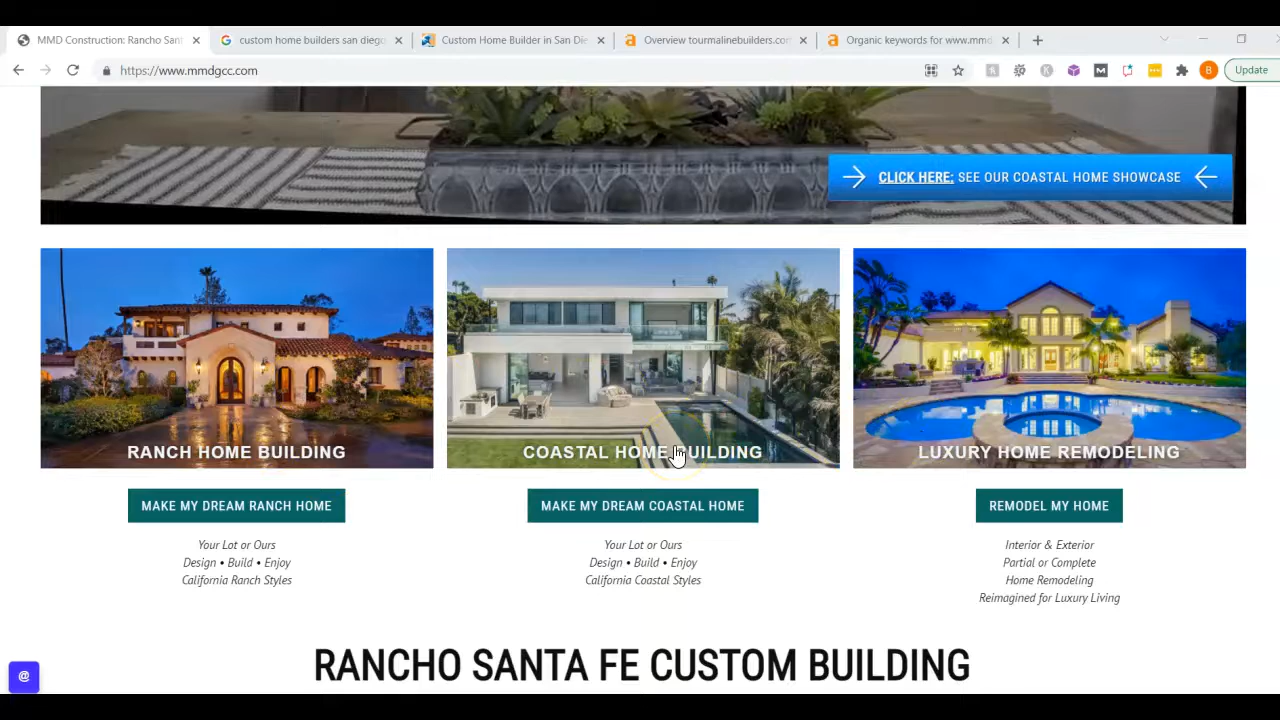 MMD Construction: Rancho Sant
custom home builders san diego
Custom Home Builder in San Die
Overview tourmalinebuilders.com
Organic keywords for www.mmd
https://www.mmdgcc.com
B
Update
CLICK HERE: SEE OUR COASTAL HOME SHOWCASE
RANCH HOME BUILDING
COASTAL HOME BUILDING
LUXURY HOME REMODELING
MAKE MY DREAM RANCH HOME
MAKE MY DREAM COASTAL HOME
REMODEL MY HOME
Your Lot or Ours
Design • Build • Enjoy
California Ranch Styles
Your Lot or Ours
Design • Build • Enjoy
California Coastal Styles
Interior & Exterior
Partial or Complete
Home Remodeling
Reimagined for Luxury Living
RANCHO SANTA FE CUSTOM BUILDING
@